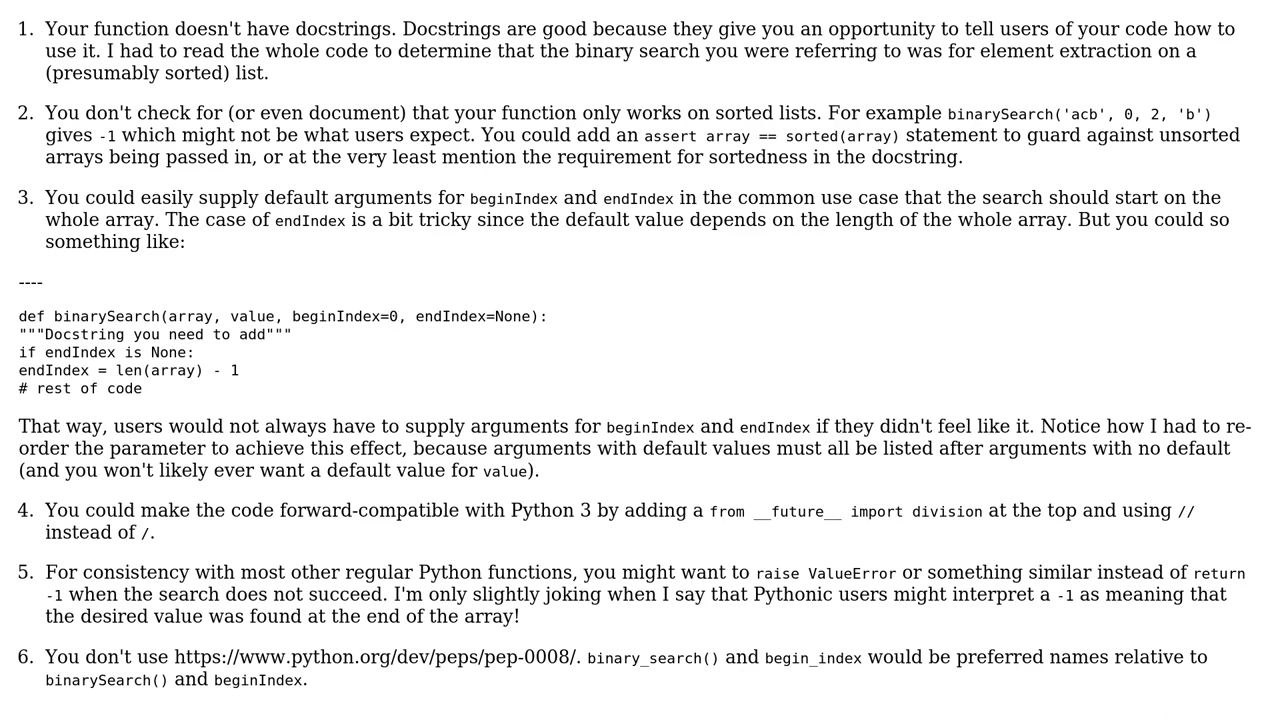 1. Your function doesn't have docstrings. Docstrings are good because they give you an opportunity to tell users of your code how to
use it. I had to read the whole code to determine that the binary search you were referring to was for element extraction on a
(presumably sorted) list.
2. You don't check for (or even document) that your function only works on sorted lists. For example binarySearch('acb', 0, 2, 'b')
gives -1 which might not be what users expect. You could add an assert array == sorted(array) statement to guard against unsorted
arrays being passed in, or at the very least mention the requirement for sortedness in the docstring.
3. You could easily supply default arguments for beginIndex and endIndex in the common use case that the search should start on the
whole array. The case of endIndex is a bit tricky since the default value depends on the length of the whole array. But you could so
something like:
----
def binarySearch(array, value, beginIndex=0, endIndex=None):
"""Docstring you need to add"""
if endIndex is None:
endIndex = len(array) - 1
# rest of code
That way, users would not always have to supply arguments for beginIndex and endIndex if they didn't feel like it. Notice how I had to re-
order the parameter to achieve this effect, because arguments with default values must all be listed after arguments with no default
(and you won't likely ever want a default value for value).
4. You could make the code forward-compatible with Python 3 by adding a from __future__ import division at the top and using //
instead of /.
5. For consistency with most other regular Python functions, you might want to raise ValueError or something similar instead of return
-1 when the search does not succeed. I'm only slightly joking when I say that Pythonic users might interpret a -1 as meaning that
the desired value was found at the end of the array!
6. You don't use https://www.python.org/dev/peps/pep-0008/. binary_search() and begin_index would be preferred names relative to
binarySearch() and beginIndex.